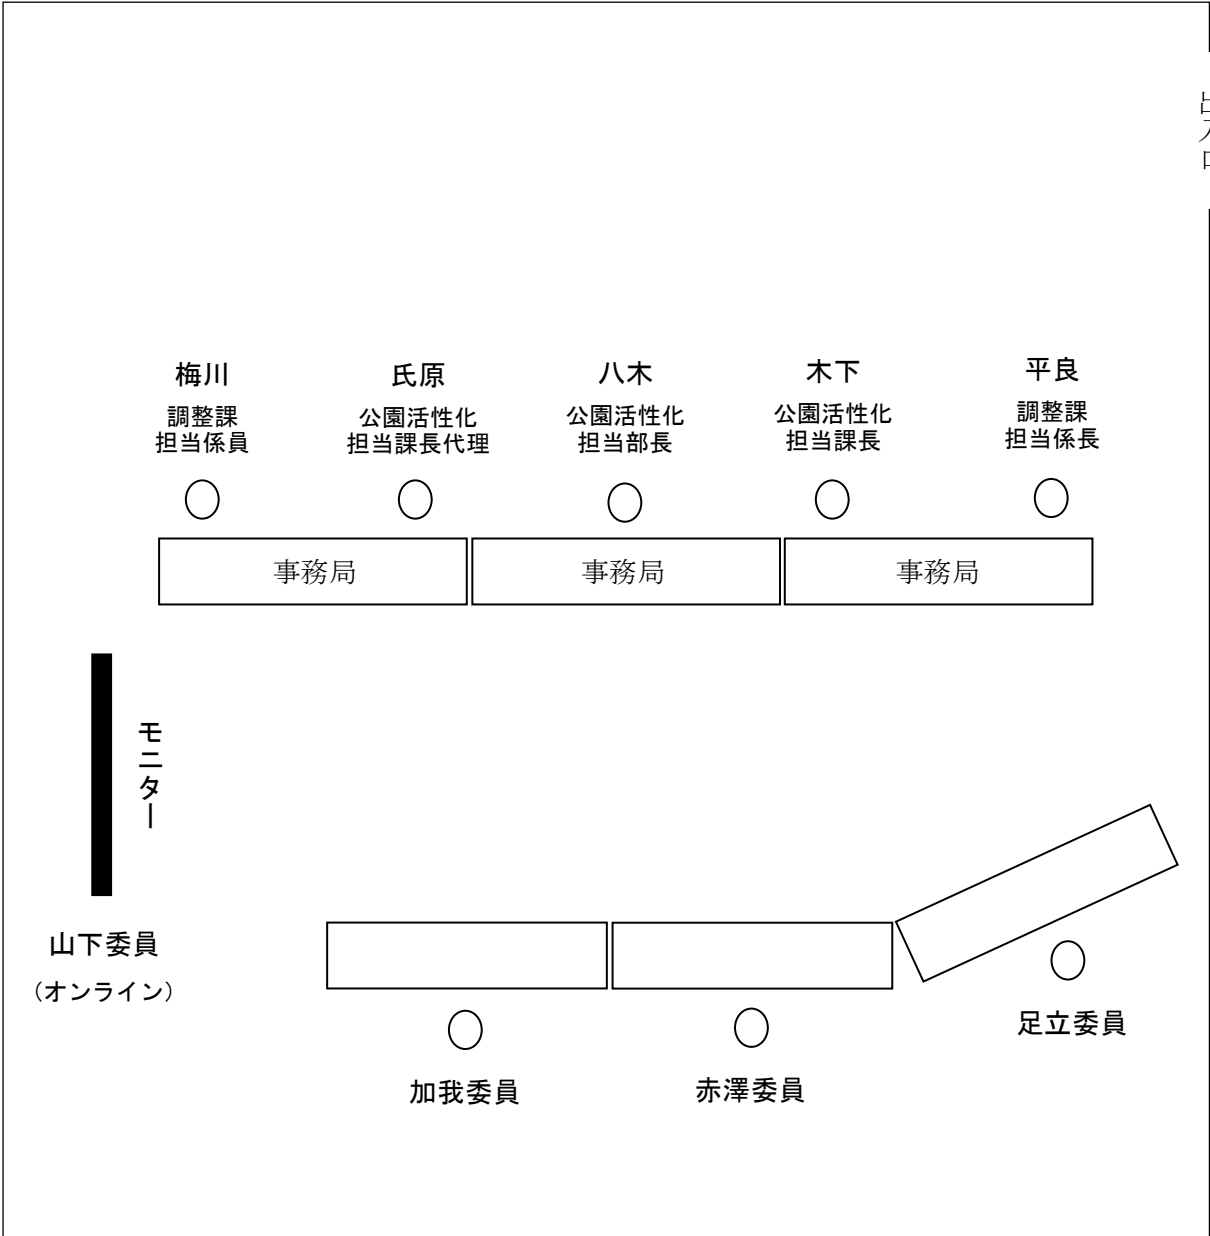 出入口
梅川
調整課
担当係員
氏原
公園活性化
担当課長代理
八木
公園活性化
担当部長
木下
公園活性化
担当課長
平良
調整課
担当係長
事務局
事務局
事務局
モニター
山下委員
（オンライン）
加我委員
赤澤委員
足立委員